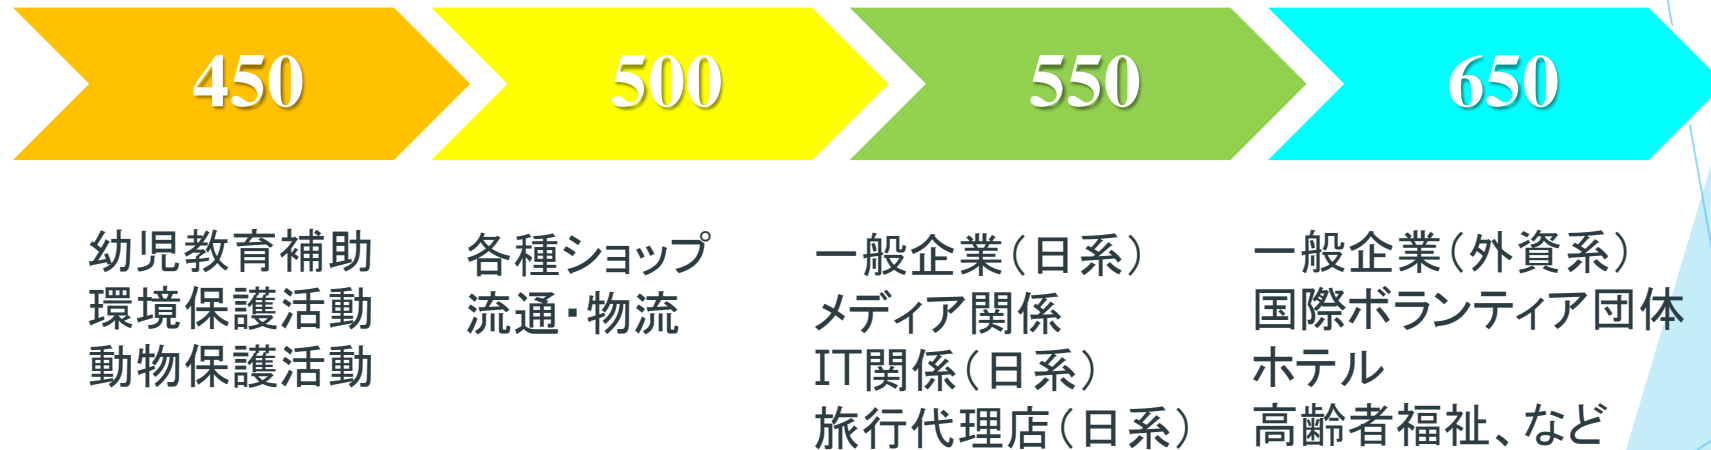 450
500
550
650
幼児教育補助
環境保護活動
動物保護活動
各種ショップ
流通・物流
一般企業(日系)
メディア関係
IT関係(日系)
旅行代理店(日系)
一般企業(外資系)
国際ボランティア団体
ホテル
高齢者福祉、など